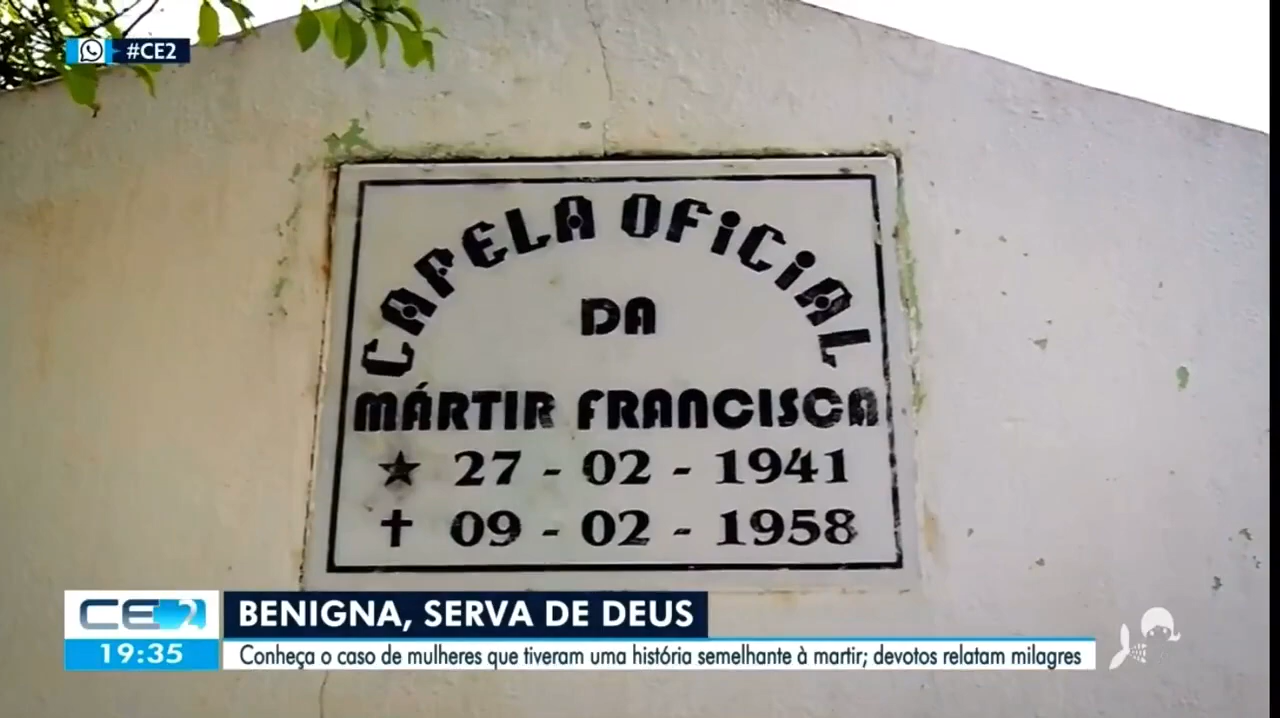 #CE2
CAPELA OFiCiAL
DA
MÁRTIR FRANCISCA
★ 27 - 02 - 1941
✝ 09 - 02 - 1958
CE2
BENIGNA, SERVA DE DEUS
19:35
Conheça o caso de mulheres que tiveram uma história semelhante à martir; devotos relatam milagres